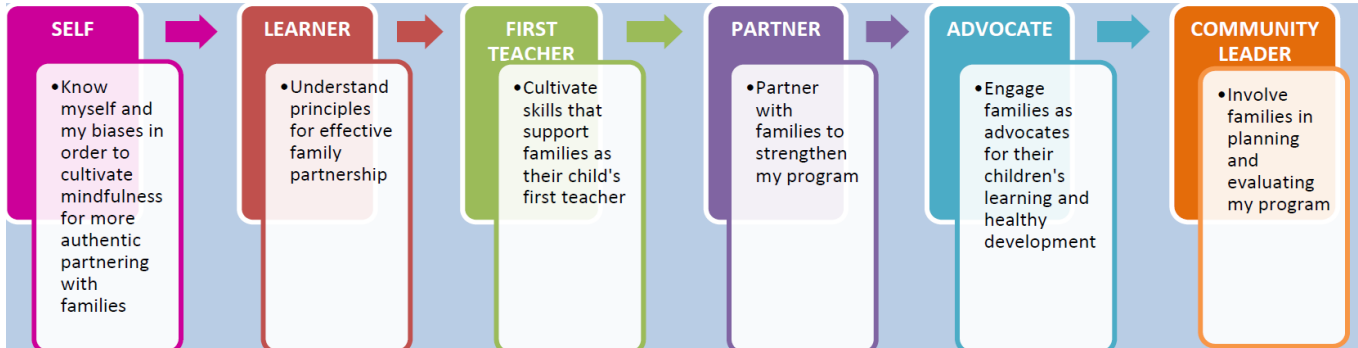 SELF
•Know
myself and
my biases in
order to
cultivate
mindfulness
for more
authentic
partnering
with
families
LEARNER
•Understand
principles
for effective
family
partnership
FIRST
TEACHER
•Cultivate
skills that
support
families as
their child's
first teacher
PARTNER
•Partner
with
families to
strengthen
my program
ADVOCATE
•Engage
families as
advocates
for their
children's
learning and
healthy
development
COMMUNITY
LEADER
•Involve
families in
planning
and
evaluating
my program